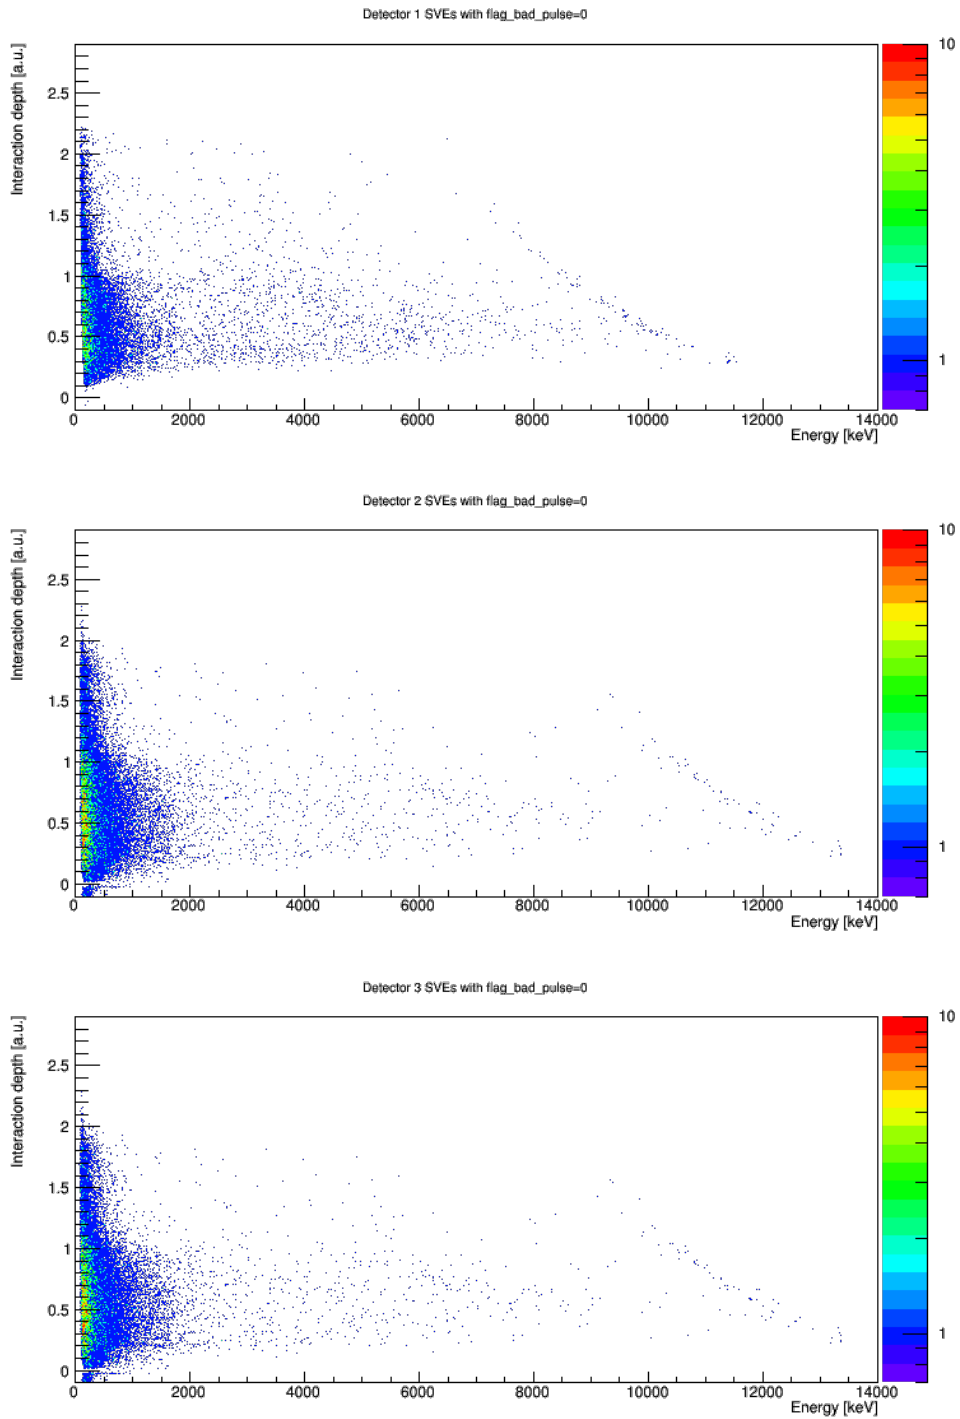 Detector 1 SVEs with flag_bad_pulse=0
Interaction depth [a.u.]
2.5
2
1.5
1
0.5
0
0 2000 4000 6000 8000 10000 12000 14000
Energy [keV]
10
1
Detector 2 SVEs with flag_bad_pulse=0
Interaction depth [a.u.]
2.5
2
1.5
1
0.5
0
0 2000 4000 6000 8000 10000 12000 14000
Energy [keV]
10
1
Detector 3 SVEs with flag_bad_pulse=0
Interaction depth [a.u.]
2.5
2
1.5
1
0.5
0
0 2000 4000 6000 8000 10000 12000 14000
Energy [keV]
10
1